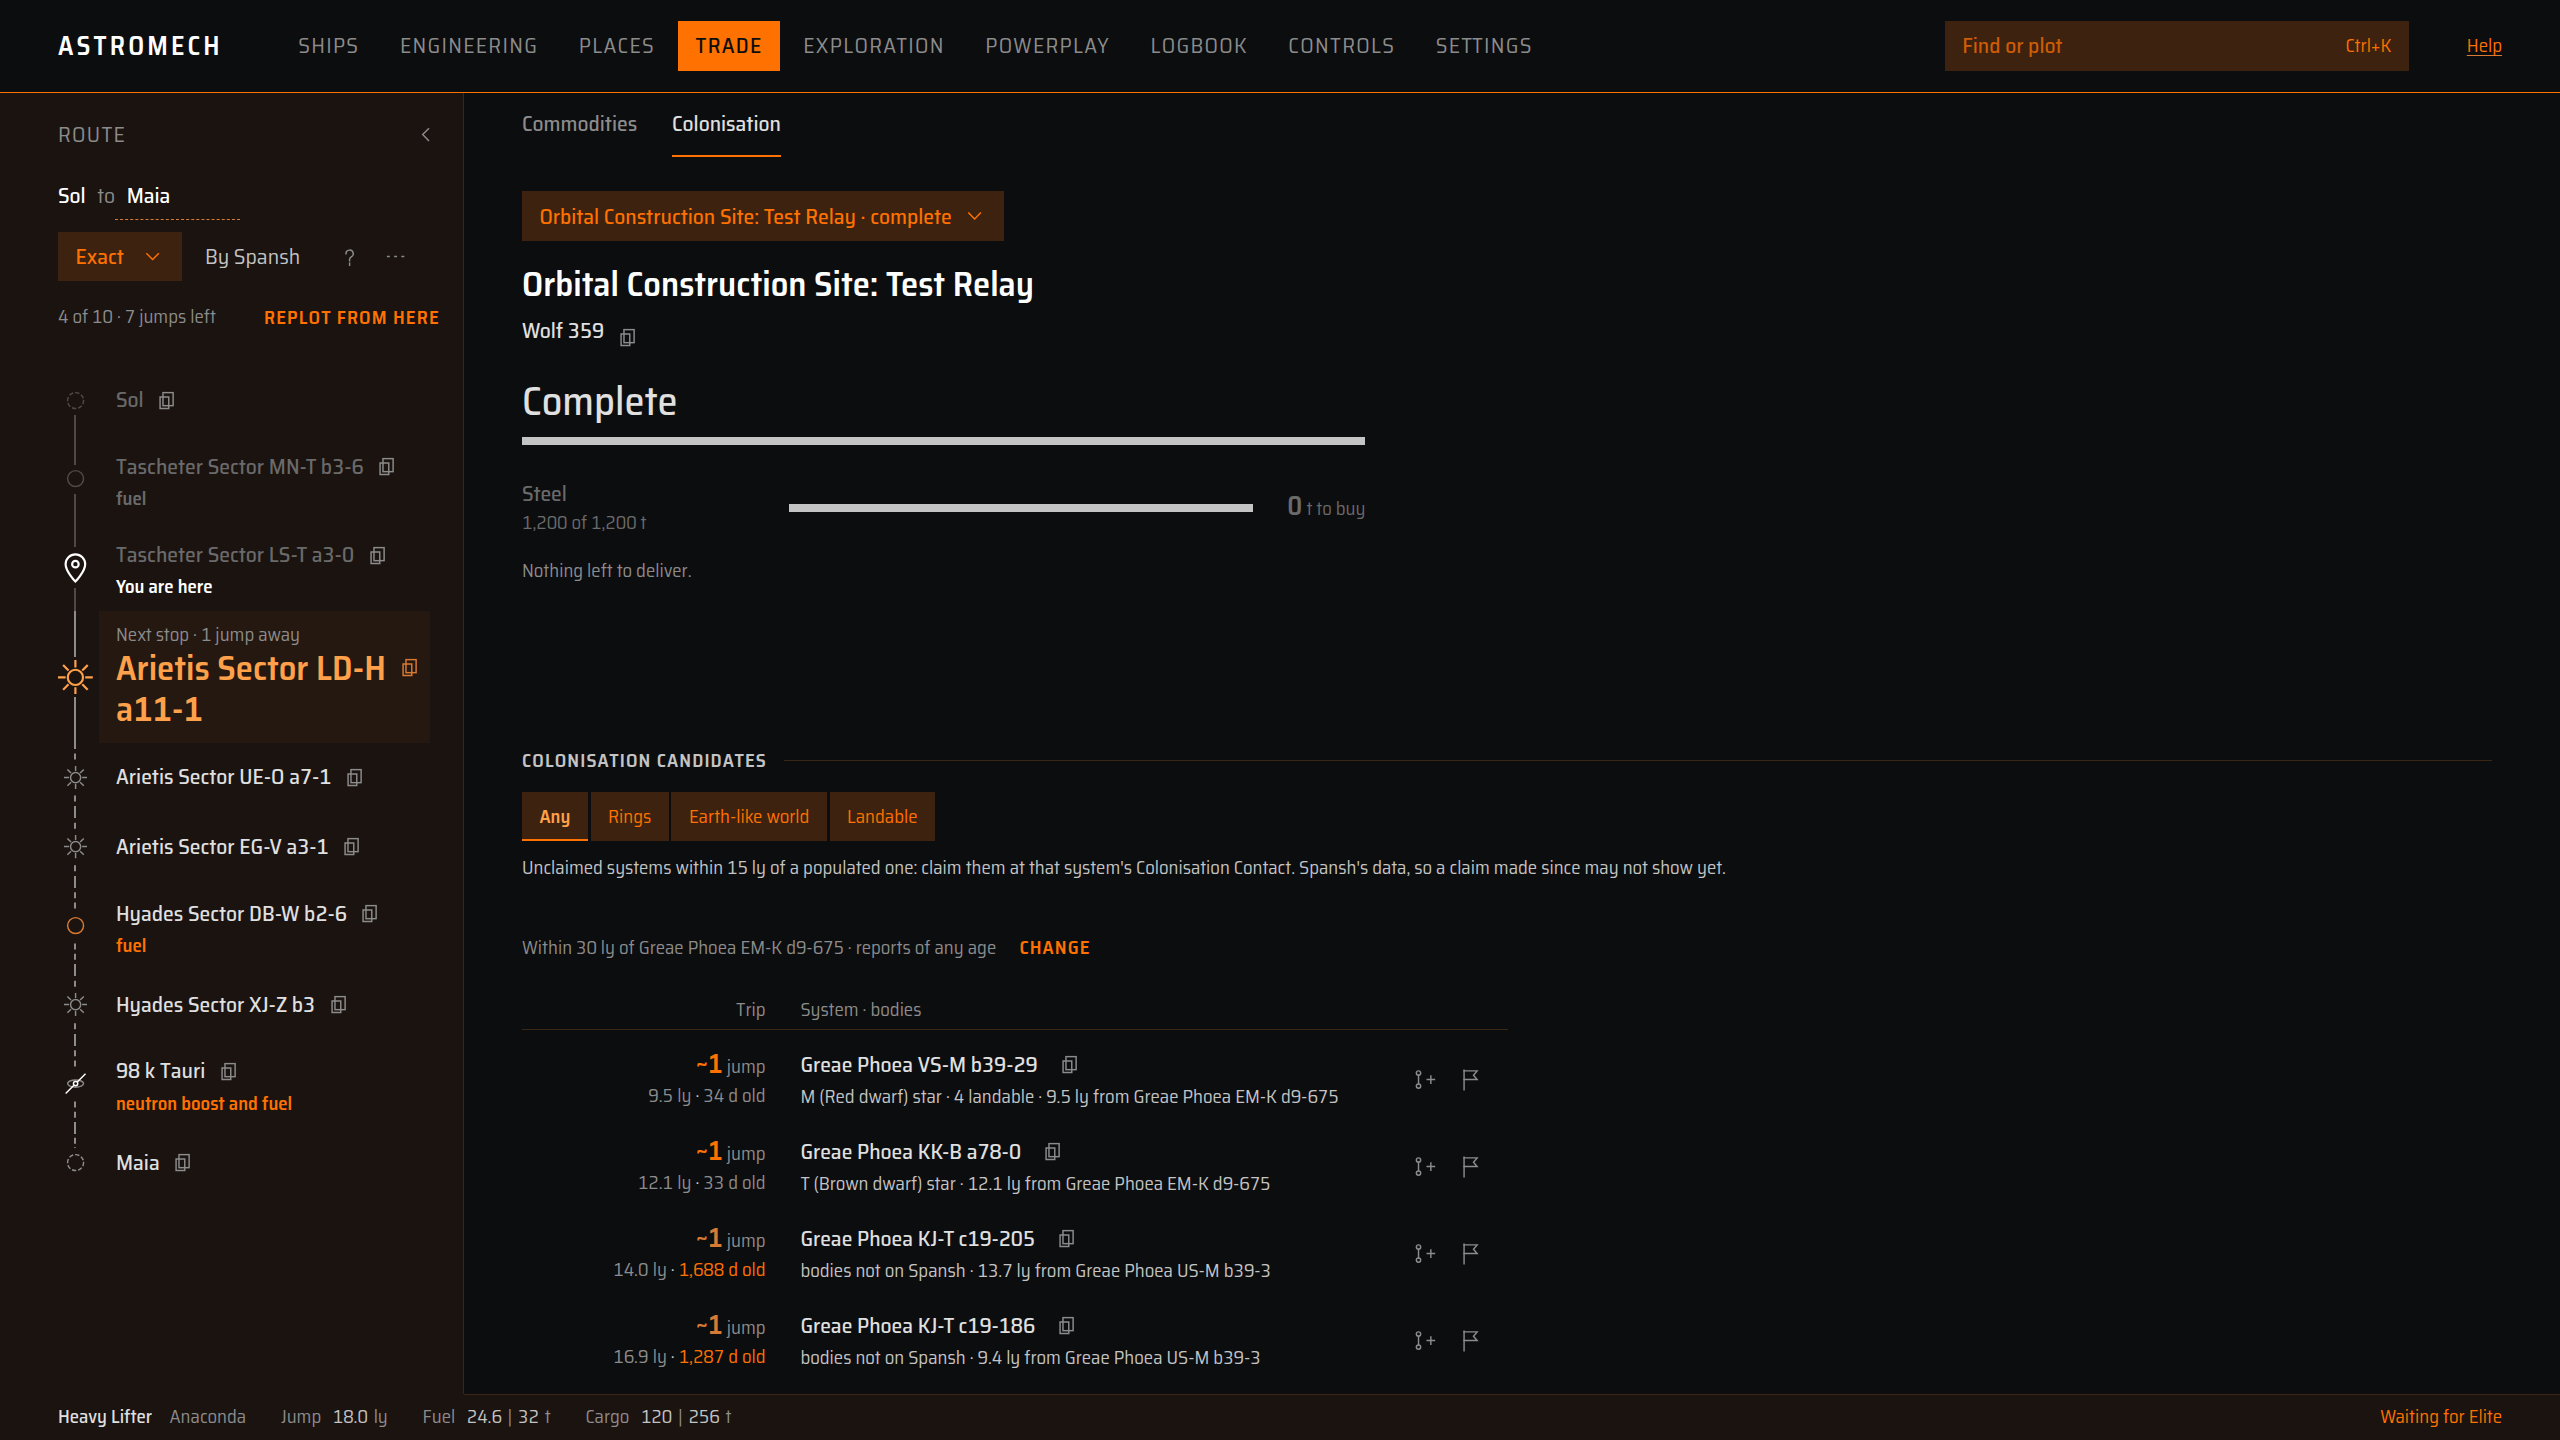 ASTROMECH
SHIPS ENGINEERING PLACES TRADE EXPLORATION POWERPLAY LOGBOOK CONTROLS SETTINGS
Find or plot Ctrl+K
Help
ROUTE
Sol to Maia
Exact By Spansh ? ···
4 of 10 · 7 jumps left REPLOT FROM HERE
Sol
Tascheter Sector MN-T b3-6
fuel
Tascheter Sector LS-T a3-0
You are here
Next stop · 1 jump away
Arietis Sector LD-H
a11-1
Arietis Sector UE-O a7-1
Arietis Sector EG-V a3-1
Hyades Sector DB-W b2-6
fuel
Hyades Sector XJ-Z b3
98 k Tauri
neutron boost and fuel
Maia
Commodities Colonisation
Orbital Construction Site: Test Relay · complete
Orbital Construction Site: Test Relay
Wolf 359
Complete
Steel
1,200 of 1,200 t
0 t to buy
Nothing left to deliver.
COLONISATION CANDIDATES
Any Rings Earth-like world Landable
Unclaimed systems within 15 ly of a populated one: claim them at that system's Colonisation Contact. Spansh's data, so a claim made since may not show yet.
Within 30 ly of Greae Phoea EM-K d9-675 · reports of any age CHANGE
Trip System · bodies
~1 jump Greae Phoea VS-M b39-29
9.5 ly · 34 d old M (Red dwarf) star · 4 landable · 9.5 ly from Greae Phoea EM-K d9-675
~1 jump Greae Phoea KK-B a78-0
12.1 ly · 33 d old T (Brown dwarf) star · 12.1 ly from Greae Phoea EM-K d9-675
~1 jump Greae Phoea KJ-T c19-205
14.0 ly · 1,688 d old bodies not on Spansh · 13.7 ly from Greae Phoea US-M b39-3
~1 jump Greae Phoea KJ-T c19-186
16.9 ly · 1,287 d old bodies not on Spansh · 9.4 ly from Greae Phoea US-M b39-3
Heavy Lifter Anaconda Jump 18.0 ly Fuel 24.6 | 32 t Cargo 120 | 256 t
Waiting for Elite